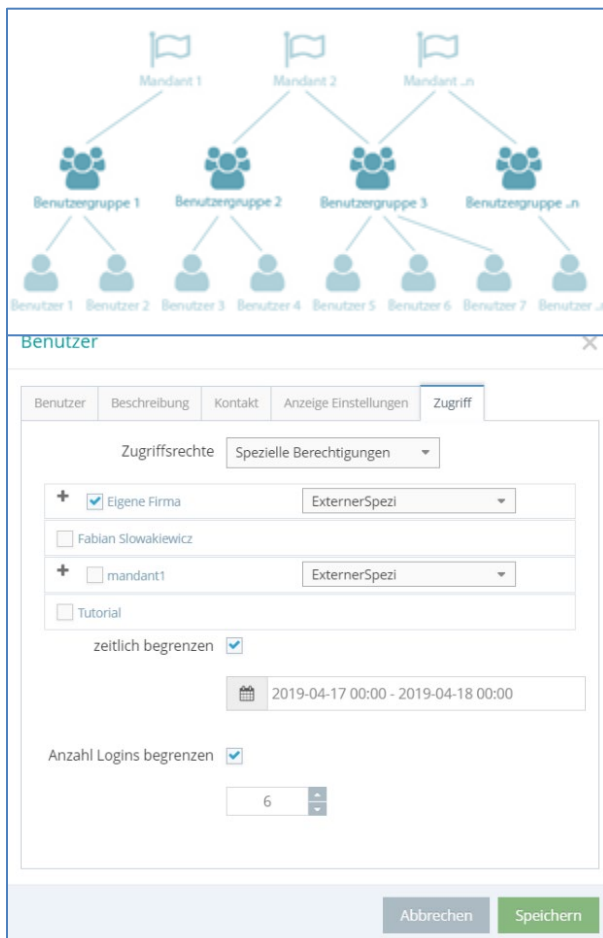 Mandant 1 Mandant 2 Mandant ..n
Benutzergruppe 1 Benutzergruppe 2 Benutzergruppe 3 Benutzergruppe ..n
Benutzer 1 Benutzer 2 Benutzer 3 Benutzer 4 Benutzer 5 Benutzer 6 Benutzer 7 Benutzer
Benutzer
Benutzer Beschreibung Kontakt Anzeige Einstellungen Zugriff
Zugriffsrechte Spezielle Berechtigungen
Eigene Firma ExternerSpezi
Fabian Slowakiewicz
mandant1 ExternerSpezi
Tutorial
zeitlich begrenzen
2019-04-17 00:00 - 2019-04-18 00:00
Anzahl Logins begrenzen
6
Abbrechen Speichern